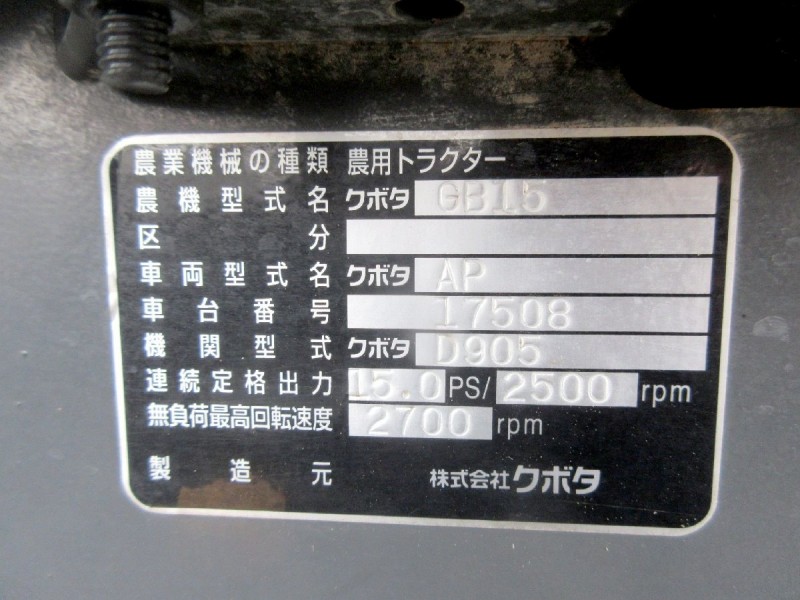 農業機械の種類 農用トラクター
農機型式名 クボタ GB15
区分
車両型式名 クボタ AP
車台番号 17508
機関型式 クボタ D905
連続定格出力 15.0 PS/ 2500 rpm
無負荷最高回転速度 2700 rpm
製造元 株式会社クボタ